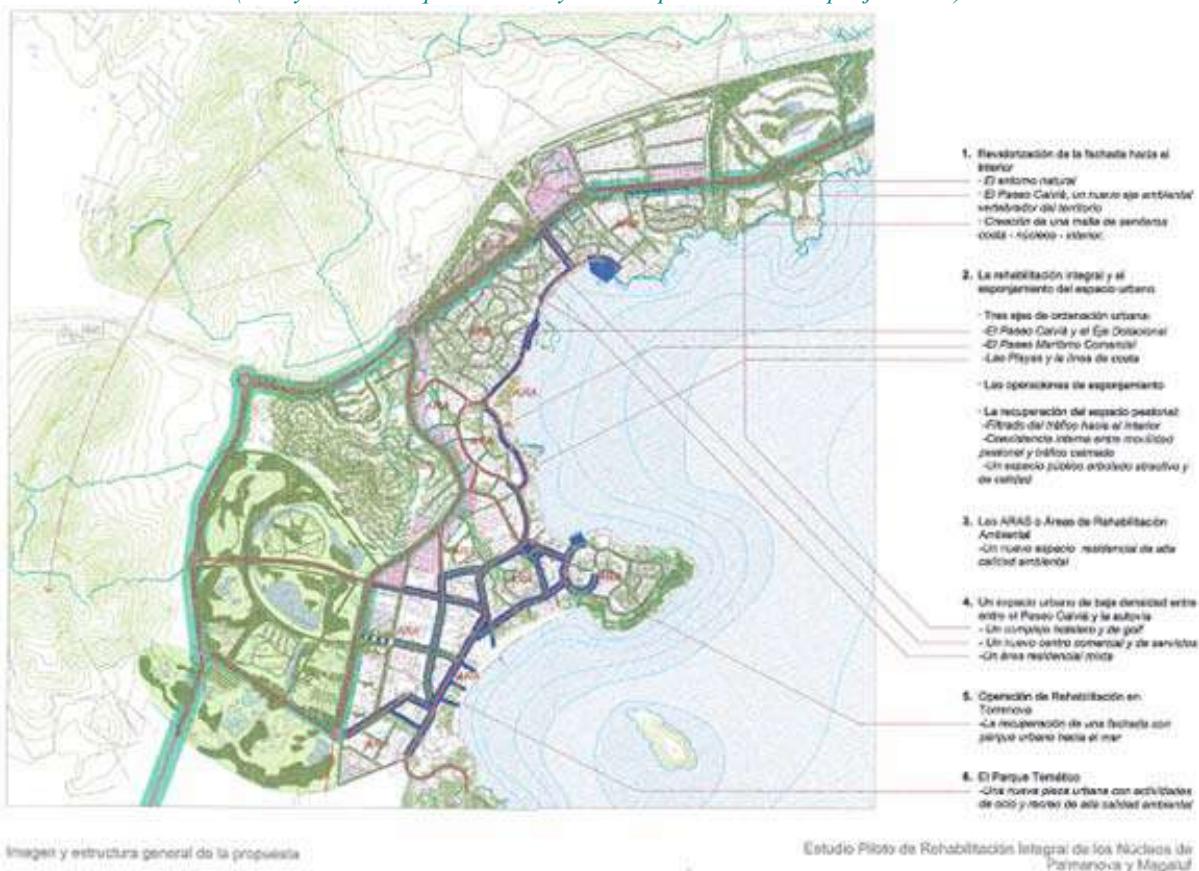 1. Revalorización de la fachada hacia el
interior
- El entorno natural
- El Paseo Calvià, un nuevo eje ambiental
vertebrador del territorio
- Creación de una malla de senderos
costa - núcleos - interior.
2. La rehabilitación integral y el
esponjamiento del espacio urbano
- Tres ejes de ordenación urbana:
-El Paseo Calvià y el Eje Dotacional
-El Paseo Marítimo Comercial
-Las Playas y la línea de costa
- Las operaciones de esponjamiento
- La recuperación del espacio peatonal:
-Filtrado del tráfico hacia el interior
-Coexistencia interna entre movilidad
peatonal y tráfico calmado
-Un espacio público arbolado atractivo y
de calidad
3. Las ARAS o Áreas de Rehabilitación
Ambiental
-Un nuevo espacio residencial de alta
calidad ambiental
4. Un espacio urbano de baja densidad entre
entre el Paseo Calvià y la autovía
- Un complejo hotelero y de golf
- Un nuevo centro comercial y de servicios
-Un área residencial mixta
5. Operación de Rehabilitación en
Torrenova
-La recuperación de una fachada con
parque urbano hacia el mar
6. El Parque Temático
-Una nueva pieza urbana con actividades
de ocio y recreo de alta calidad ambiental
ARA
ARA
ARA
ARA
ARA
ARA
Imagen y estructura general de la propuesta
Estudio Piloto de Rehabilitación Integral de los Núcleos de
Palmanova y Magaluf